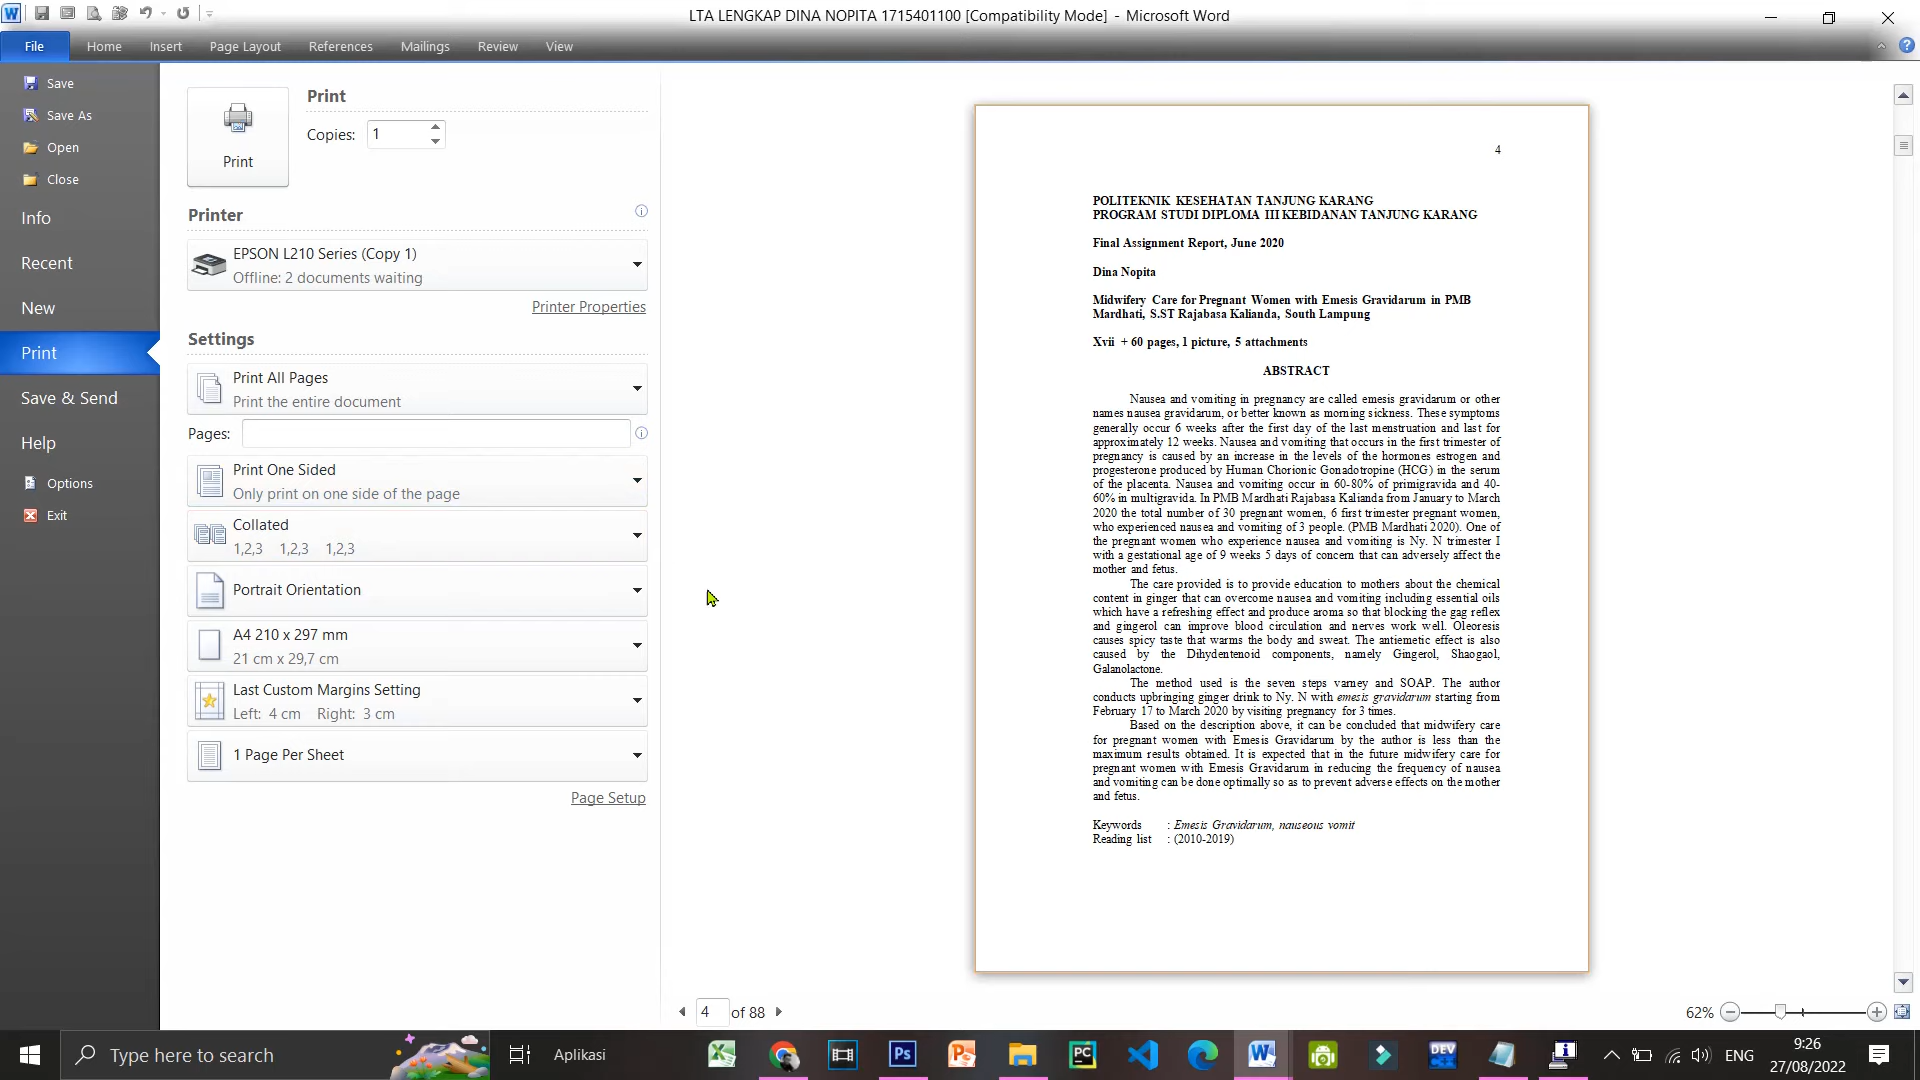 LTA LENGKAP DINA NOPITA 1715401100 [Compatibility Mode] - Microsoft Word
File Home Insert Page Layout References Mailings Review View
Save
Save As
Open
Close
Info
Recent
New
Print
Save & Send
Help
Options
Exit
Print
Print
Copies: 1
Printer
EPSON L210 Series (Copy 1)
Offline: 2 documents waiting
Printer Properties
Settings
Print All Pages
Print the entire document
Pages:
Print One Sided
Only print on one side of the page
Collated
1,2,3 1,2,3 1,2,3
Portrait Orientation
A4 210 x 297 mm
21 cm x 29,7 cm
Last Custom Margins Setting
Left: 4 cm Right: 3 cm
1 Page Per Sheet
Page Setup
4
POLITEKNIK KESEHATAN TANJUNG KARANG
PROGRAM STUDI DIPLOMA III KEBIDANAN TANJUNG KARANG
Final Assignment Report, June 2020
Dina Nopita
Midwifery Care for Pregnant Women with Emesis Gravidarum in PMB
Mardhati, S.ST Rajabasa Kalianda, South Lampung
Xvii + 60 pages, 1 picture, 5 attachments
ABSTRACT
Nausea and vomiting in pregnancy are called emesis gravidarum or other
names nausea gravidarum, or better known as morning sickness. These symptoms
generally occur 6 weeks after the first day of the last menstruation and last for
approximately 12 weeks. Nausea and vomiting that occurs in the first trimester of
pregnancy is caused by an increase in the levels of the hormones estrogen and
progesterone produced by Human Chorionic Gonadotropine (HCG) in the serum
of the placenta. Nausea and vomiting occur in 60-80% of primigravida and 40-
60% in multigravida. In PMB Mardhati Rajabasa Kalianda from January to March
2020 the total number of 30 pregnant women, 6 first trimester pregnant women,
who experienced nausea and vomiting of 3 people. (PMB Mardhati 2020). One of
the pregnant women who experience nausea and vomiting is Ny. N trimester I
with a gestational age of 9 weeks 5 days of concern that can adversely affect the
mother and fetus.
The care provided is to provide education to mothers about the chemical
content in ginger that can overcome nausea and vomiting including essential oils
which have a refreshing effect and produce aroma so that blocking the gag reflex
and gingerol can improve blood circulation and nerves work well. Oleoresis
causes spicy taste that warms the body and sweat. The antiemetic effect is also
caused by the Dihydentenoid components, namely Gingerol, Shaogaol,
Galanolactone.
The method used is the seven steps varney and SOAP. The author
conducts upbringing ginger drink to Ny. N with emesis gravidarum starting from
February 17 to March 2020 by visiting pregnancy for 3 times.
Based on the description above, it can be concluded that midwifery care
for pregnant women with Emesis Gravidarum by the author is less than the
maximum results obtained. It is expected that in the future midwifery care for
pregnant women with Emesis Gravidarum in reducing the frequency of nausea
and vomiting can be done optimally so as to prevent adverse effects on the mother
and fetus.
Keywords : Emesis Gravidarum, nauseous vomit
Reading list : (2010-2019)
4 of 88
62%
Type here to search
Aplikasi
Ps
PC
DEV
ENG
9:26
27/08/2022